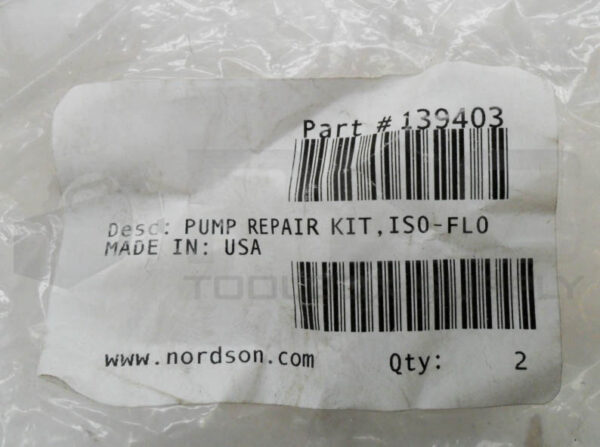 Part # 139403
Desc: PUMP REPAIR KIT,ISO-FLO
MADE IN: USA
www.nordson.com Qty: 2